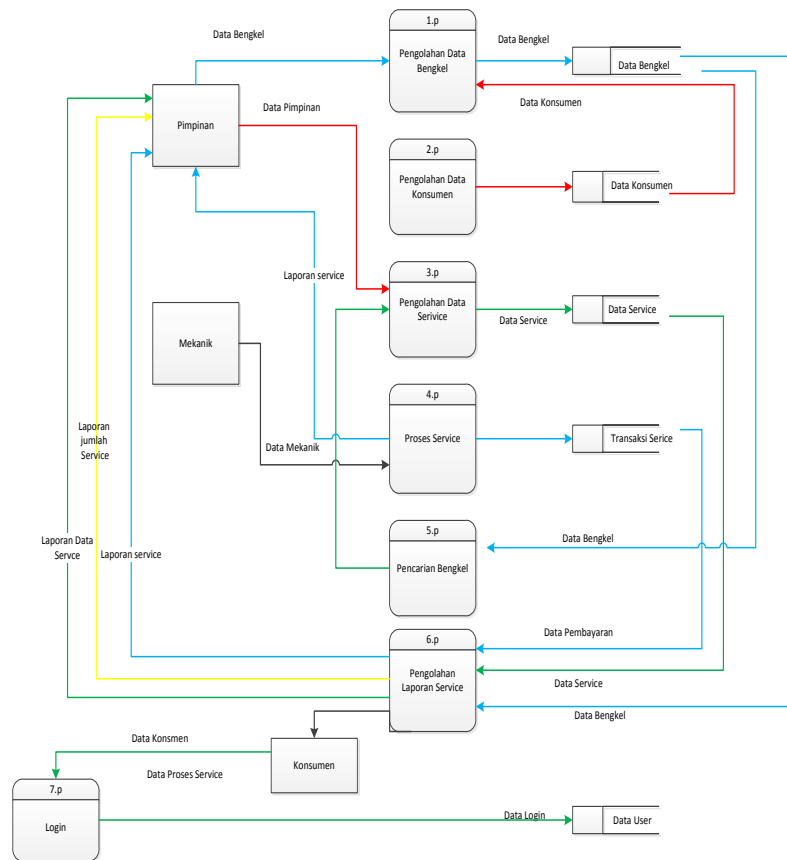 1.p
Data Bengkel
Pengolahan Data
Bengkel
Data Bengkel
Data Bengkel
Data Konsumen
Data Pimpinan
Pimpinan
2.p
Pengolahan Data
Konsumen
Data Konsumen
3.p
Laporan service
Pengolahan Data
Serivice
Data Service
Data Service
Mekanik
4.p
Laporan
jumlah
Service
Data Mekanik
Proses Service
Transaksi Serice
5.p
Laporan Data
Servce
Laporan service
Pencarian Bengkel
Data Bengkel
6.p
Data Pembayaran
Pengolahan
Laporan Service
Data Service
Data Bengkel
Data Konsmen
Konsumen
Data Proses Service
7.p
Login
Data Login
Data User